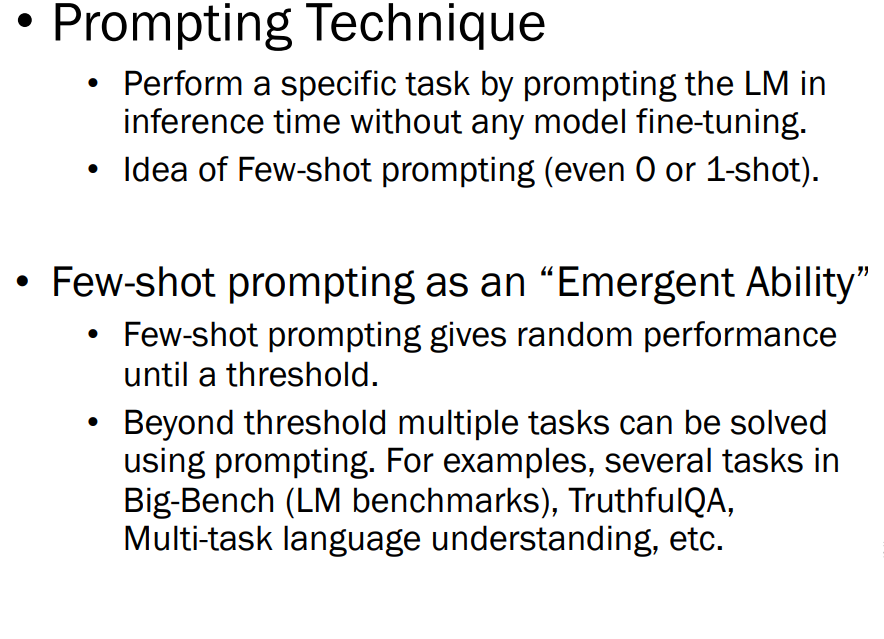 • Prompting Technique
• Perform a specific task by prompting the LM in
inference time without any model fine-tuning.
• Idea of Few-shot prompting (even 0 or 1-shot).
• Few-shot prompting as an “Emergent Ability”
• Few-shot prompting gives random performance
until a threshold.
• Beyond threshold multiple tasks can be solved
using prompting. For examples, several tasks in
Big-Bench (LM benchmarks), TruthfulQA,
Multi-task language understanding, etc.